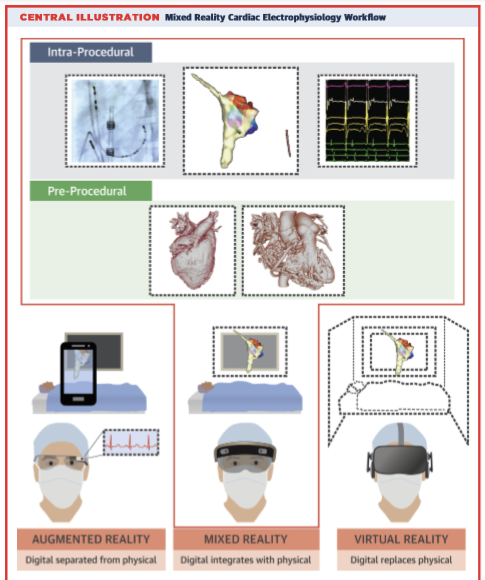 CENTRAL ILLUSTRATION Mixed Reality Cardiac Electrophysiology Workflow
Intra-Procedural
Pre-Procedural
AUGMENTED REALITY
Digital separated from physical
MIXED REALITY
Digital integrates with physical
VIRTUAL REALITY
Digital replaces physical